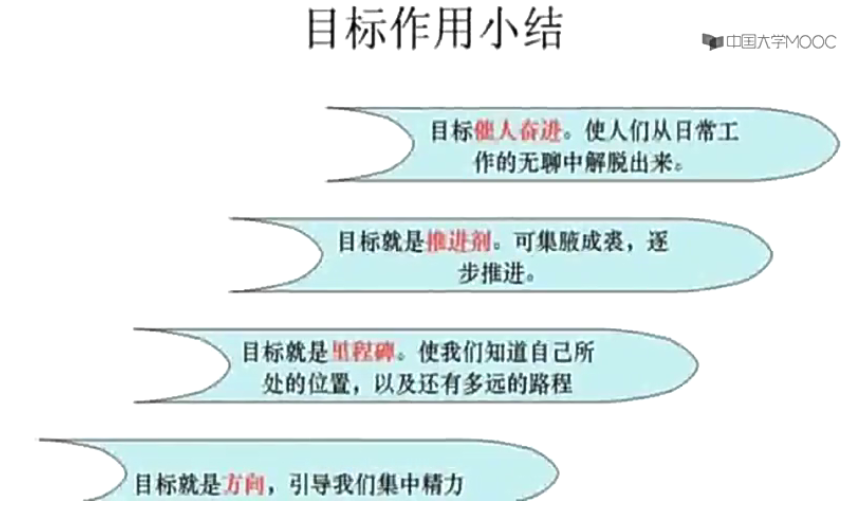 目标作用小结
中国大学MOOC
目标催人奋进。使人们从日常工
作的无聊中解脱出来。
目标就是推进剂。可集腋成裘，逐
步推进。
目标就是里程碑。使我们知道自己所
处的位置，以及还有多远的路程
目标就是方向，引导我们集中精力